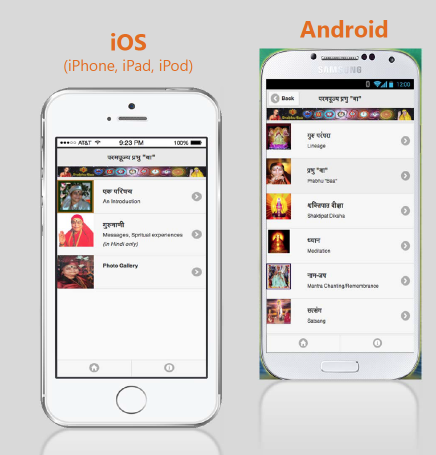 iOS
(iPhone, iPad, iPod)
AT&T
9:23 PM
100%
परमपूज्य प्रभु "बा"
एक परिचय
An Introduction
गुरुवाणी
Messages, Spritual experiences
(in Hindi only)
Photo Gallery
Android
SAMSUNG
12:00
Back
परमपूज्य प्रभु "बा"
गुरु परंपरा
Lineage
प्रभु "बा"
Prabhu "Baa"
शक्तिपात दीक्षा
Shaktipat Diksha
ध्यान
Meditation
नाम-जप
Mantra Chanting/Remembrance
सत्संग
Satsang